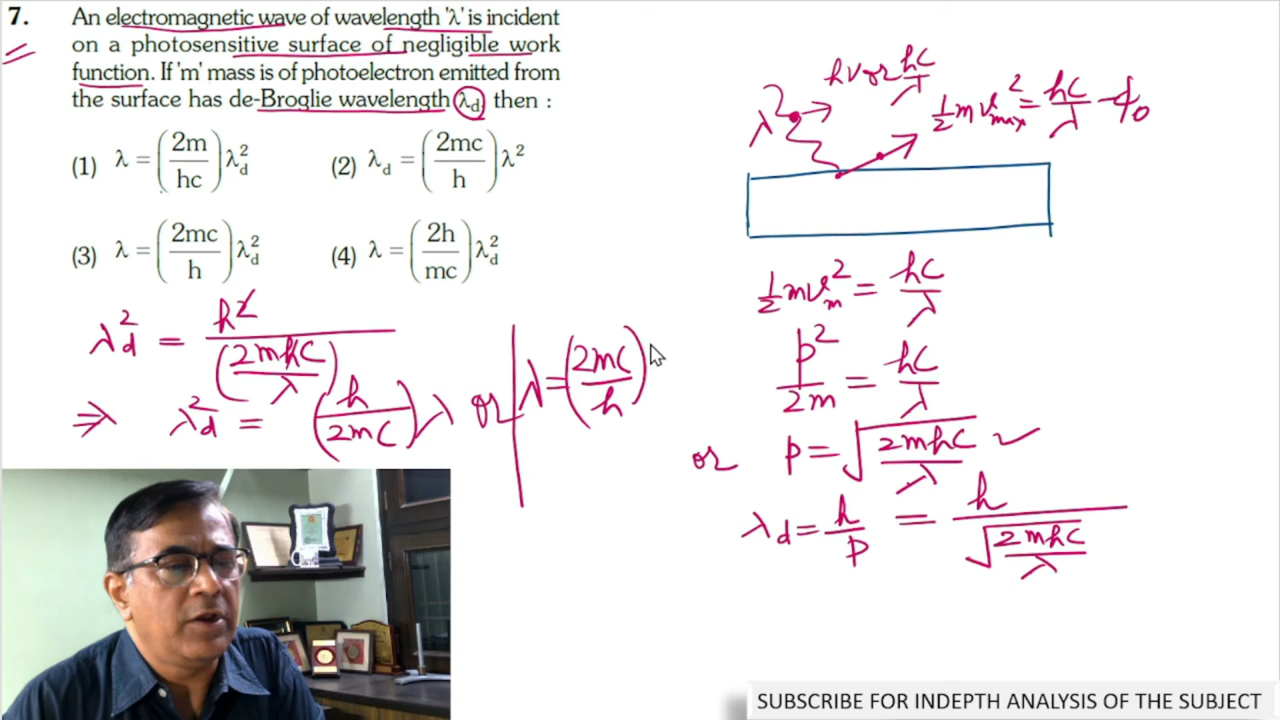 7. An electromagnetic wave of wavelength 'λ' is incident
on a photosensitive surface of negligible work
function. If 'm' mass is of photoelectron emitted from
the surface has de-Broglie wavelength λd, then :
(1) λ = (2m/hc) λd² (2) λd = (2mc/h) λ²
(3) λ = (2mc/h) λd² (4) λ = (2h/mc) λd²
λd² = h²/(2mhc/λ)
⇒ λd² = (h/2mc) λ or λ = (2mc/h)
λ hν or hc/λ
½mv²max = hc/λ - ϕ0
½mv²m = hc/λ
p²/2m = hc/λ
or p = √(2mhc/λ) ✓
λd = h/p = h/√(2mhc/λ)
SUBSCRIBE FOR INDEPTH ANALYSIS OF THE SUBJECT